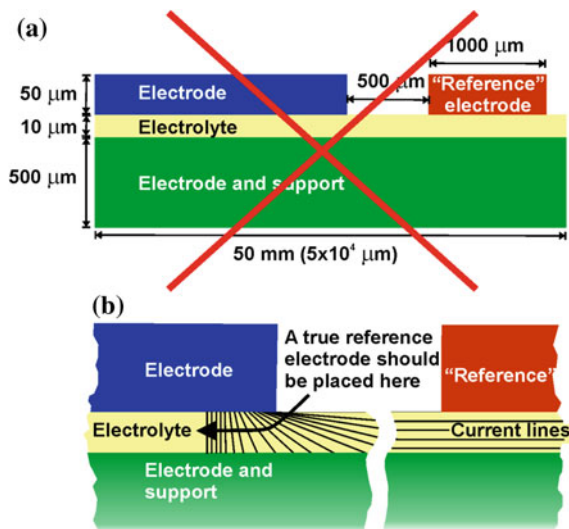 (a)
1000 µm
50 µm
Electrode
500 µm
"Reference"
electrode
10 µm
Electrolyte
500 µm
Electrode and support
50 mm (5x10⁴ µm)
(b)
A true reference
electrode should
be placed here
Electrode
"Reference"
Electrolyte
Current lines
Electrode and
support